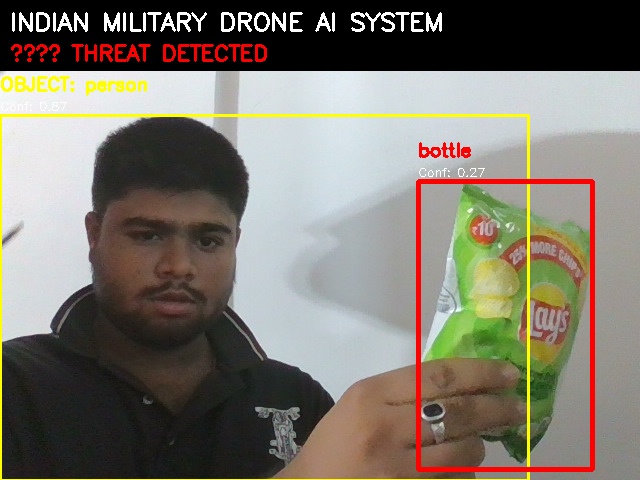 INDIAN MILITARY DRONE AI SYSTEM
???? THREAT DETECTED
OBJECT: person
Conf: 0.87
bottle
Conf: 0.27
₹10
25% MORE CHIPS*
Lay's